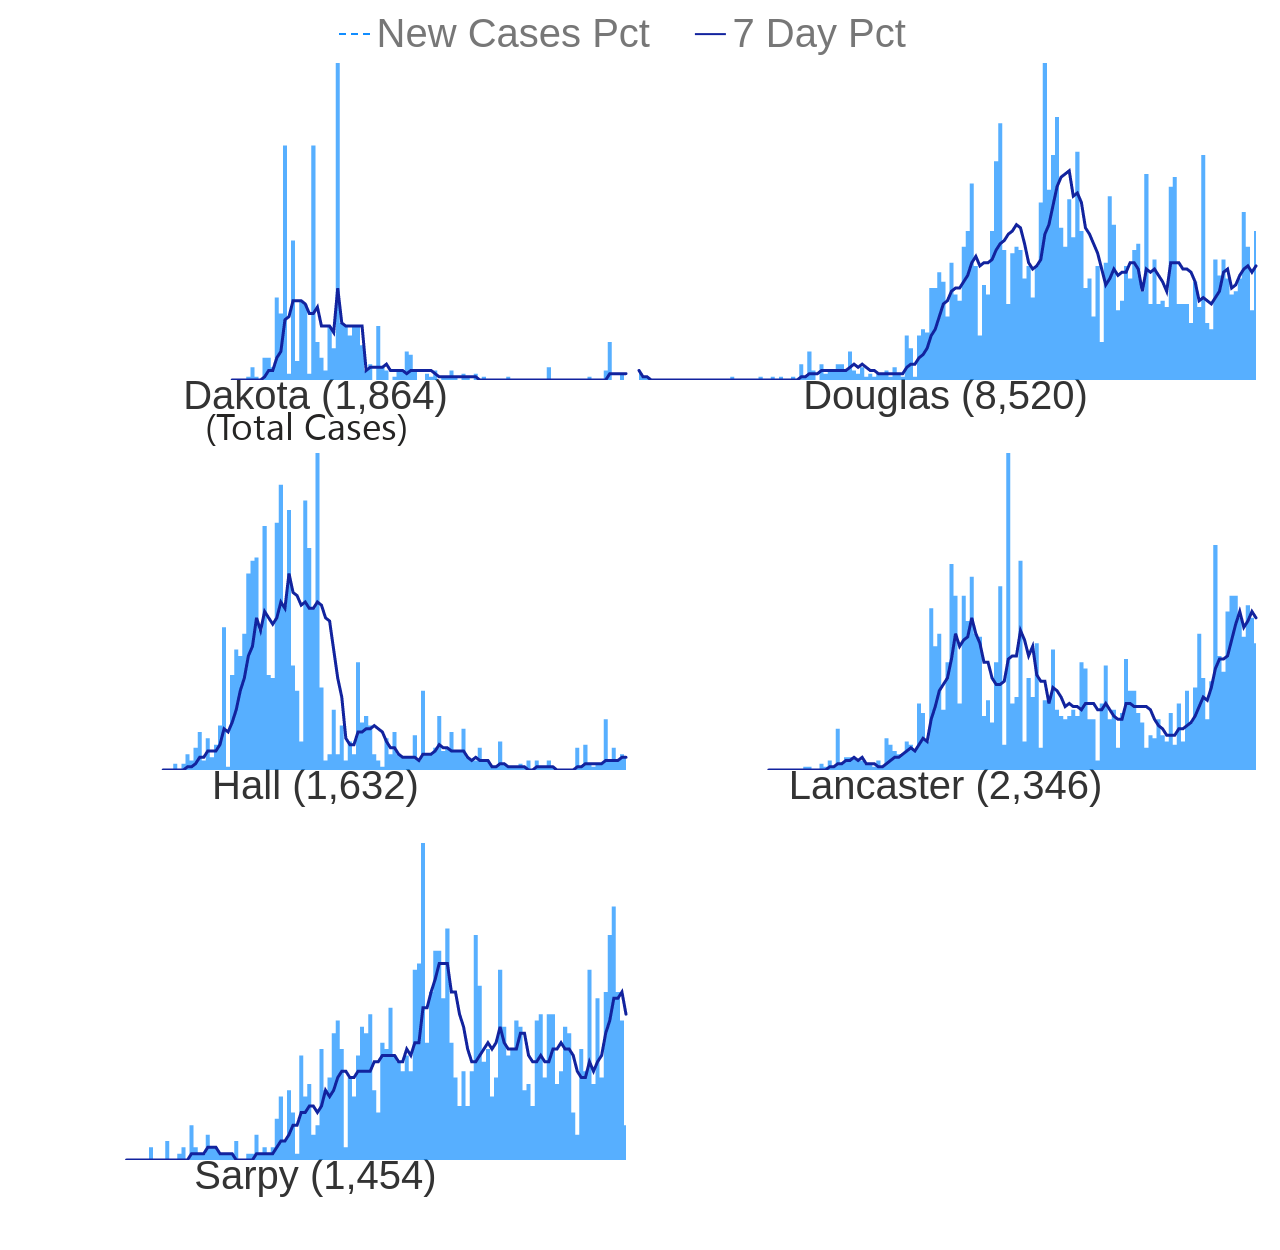 New Cases Pct 7 Day Pct
Dakota (1,864) Douglas (8,520)
(Total Cases)
Hall (1,632) Lancaster (2,346)
Sarpy (1,454)